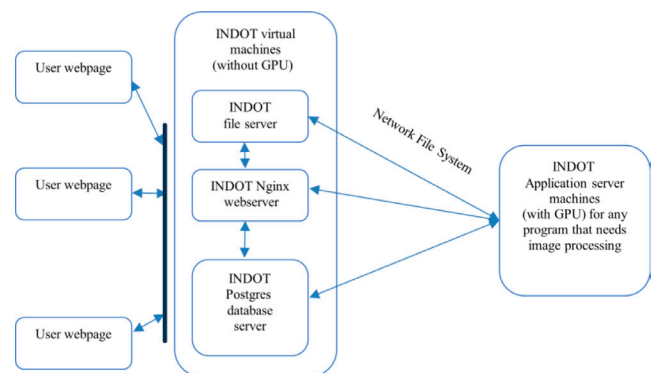 User webpage
User webpage
User webpage
INDOT virtual
machines
(without GPU)
INDOT
file server
INDOT Nginx
webserver
INDOT
Postgres
database
server
Network File System
INDOT
Application server
machines
(with GPU) for any
program that needs
image processing